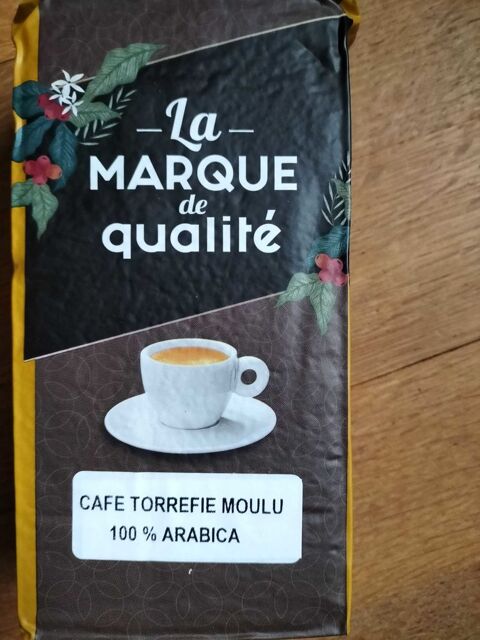 La
MARQUE
de
qualité
CAFE TORREFIE MOULU
100 % ARABICA